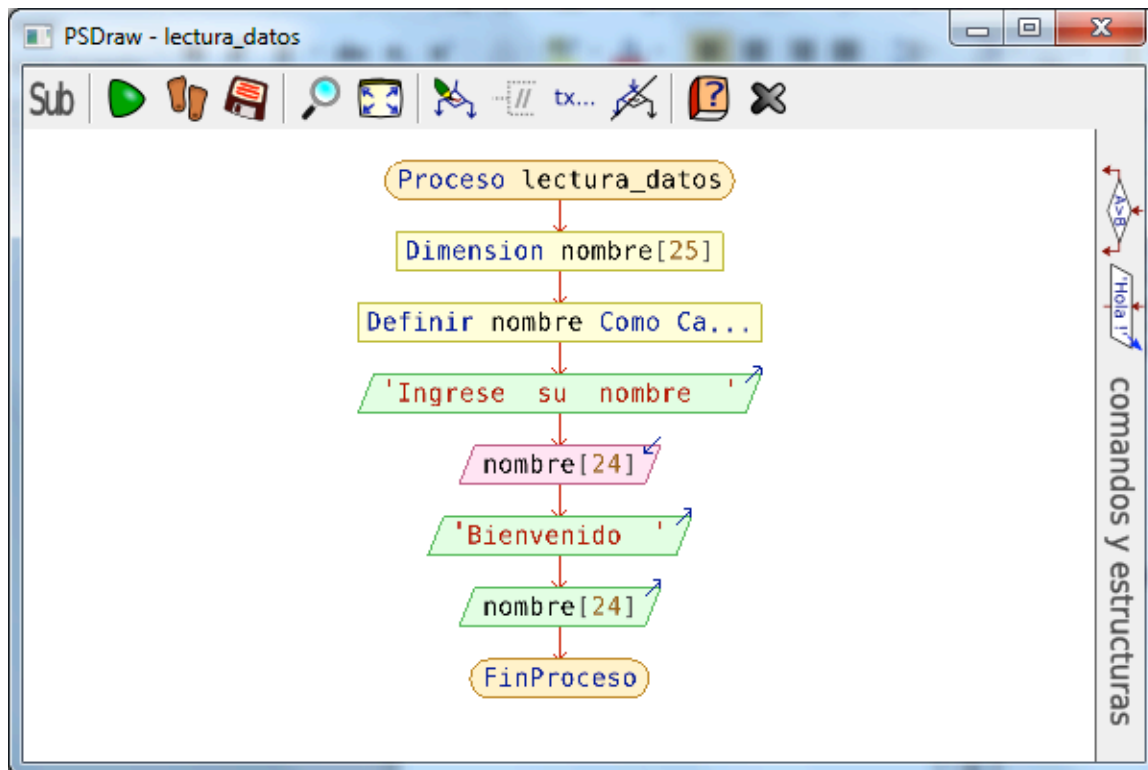 PSDraw - lectura_datos
Sub
tx...
Proceso lectura_datos
Dimension nombre[25]
Definir nombre Como Ca...
'Ingrese su nombre '
nombre[24]
'Bienvenido '
nombre[24]
FinProceso
A>B
'Hola !'
comandos y estructuras